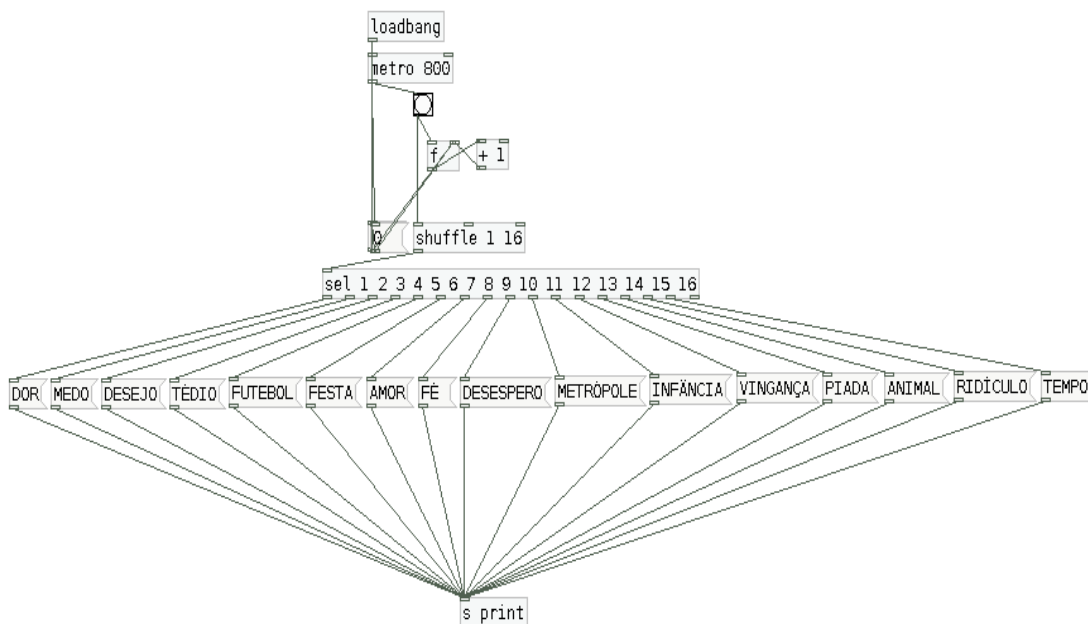 loadbang
metro 800
f
+ 1
0
shuffle 1 16
sel 1 2 3 4 5 6 7 8 9 10 11 12 13 14 15 16
DOR MEDO DESEJO TÉDIO FUTEBOL FESTA AMOR FÉ DESESPERO METRÓPOLE INFÂNCIA VINGANÇA PIADA ANIMAL RIDÍCULO TEMPO
s print